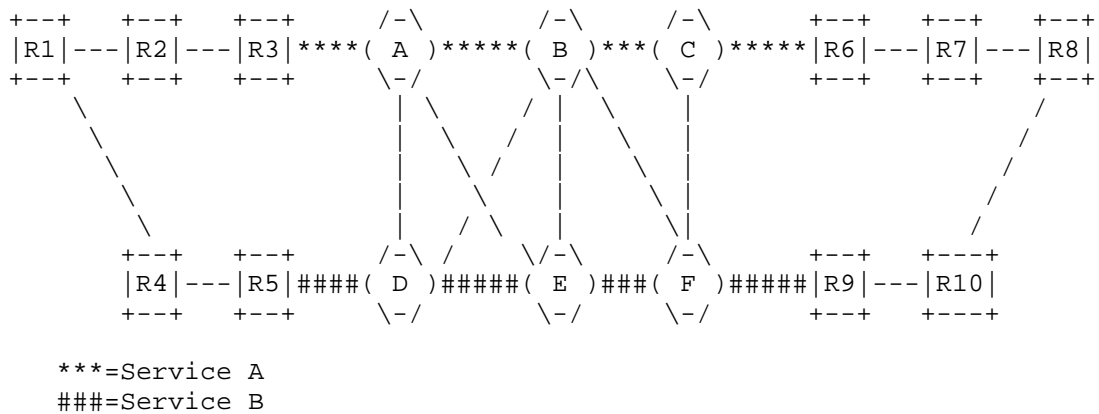 |R1|---|R2|---|R3|****( A )*****( B )***( C )*****|R6|---|R7|---|R8|
|R4|---|R5|####( D )#####( E )###( F )#####|R9|---|R10|
***=Service A
###=Service B